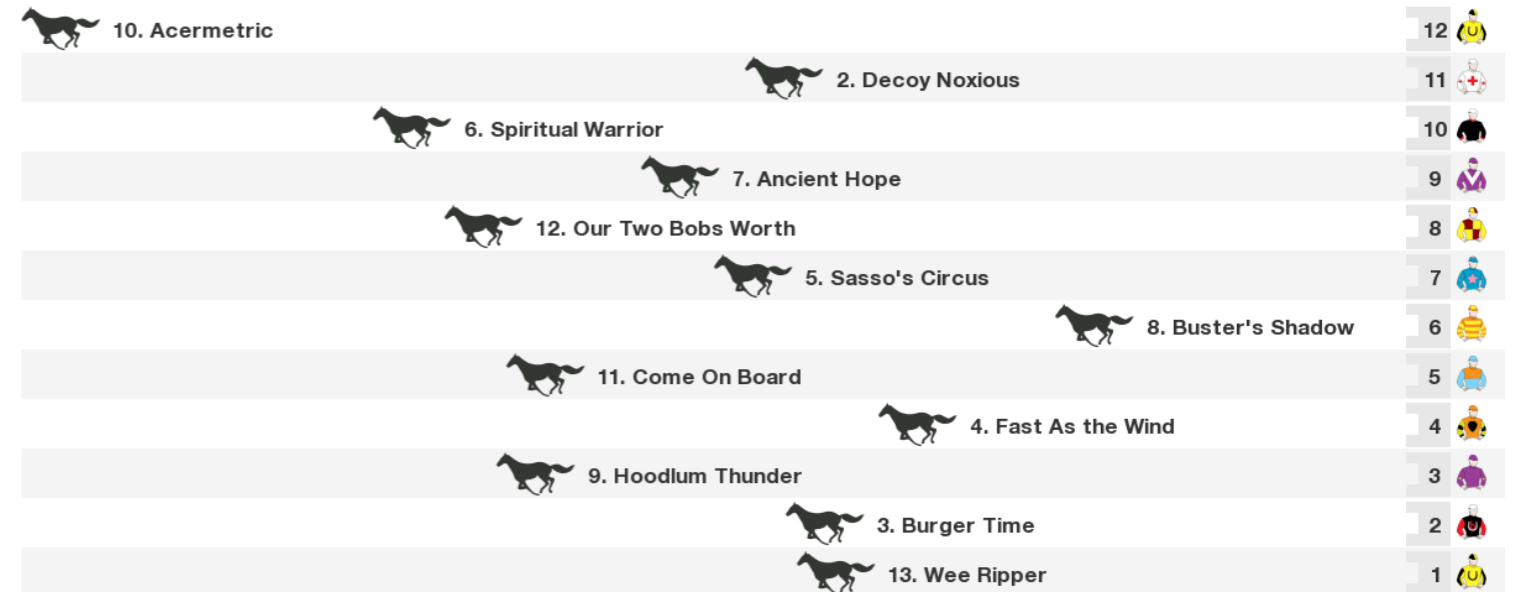 10. Acermetric 12
2. Decoy Noxious 11
6. Spiritual Warrior 10
7. Ancient Hope 9
12. Our Two Bobs Worth 8
5. Sasso's Circus 7
8. Buster's Shadow 6
11. Come On Board 5
4. Fast As the Wind 4
9. Hoodlum Thunder 3
3. Burger Time 2
13. Wee Ripper 1